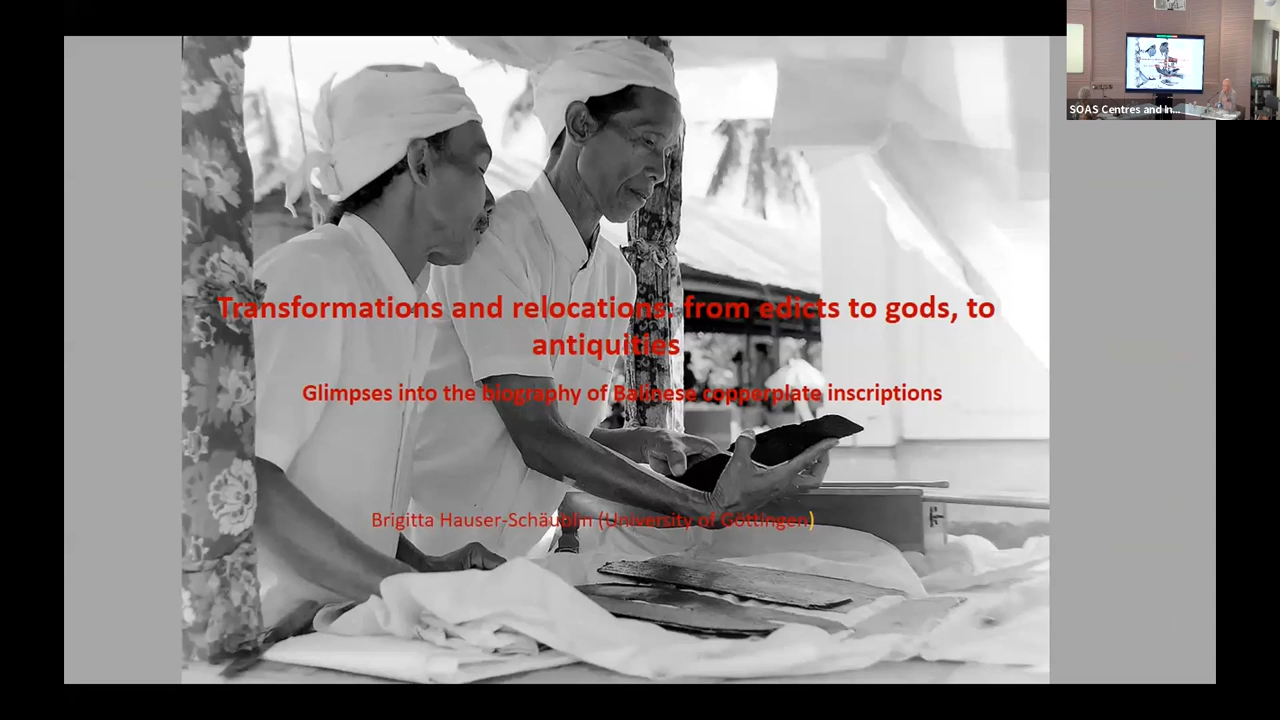 SOAS Centres and In...
Transformations and relocations: from edicts to gods, to
antiquities
Glimpses into the biography of Balinese copperplate inscriptions
Brigitta Hauser-Schäublin (University of Göttingen)